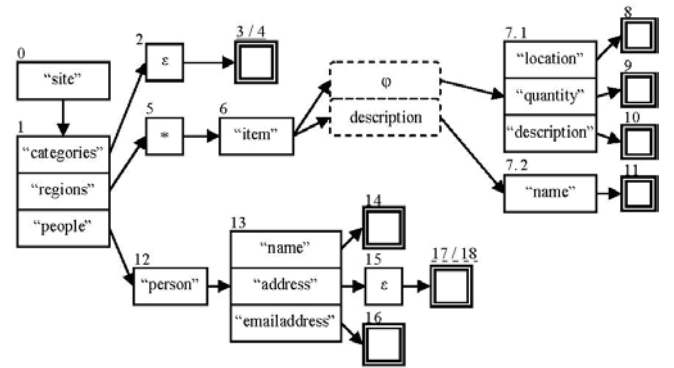 0
“site”
1
“categories”
“regions”
“people”
2
ε
3 / 4
5
*
6
“item”
φ
description
7.1
“location”
“quantity”
“description”
8
9
10
7.2
“name”
11
12
“person”
13
“name”
“address”
“emailaddress”
14
15
ε
17 / 18
16